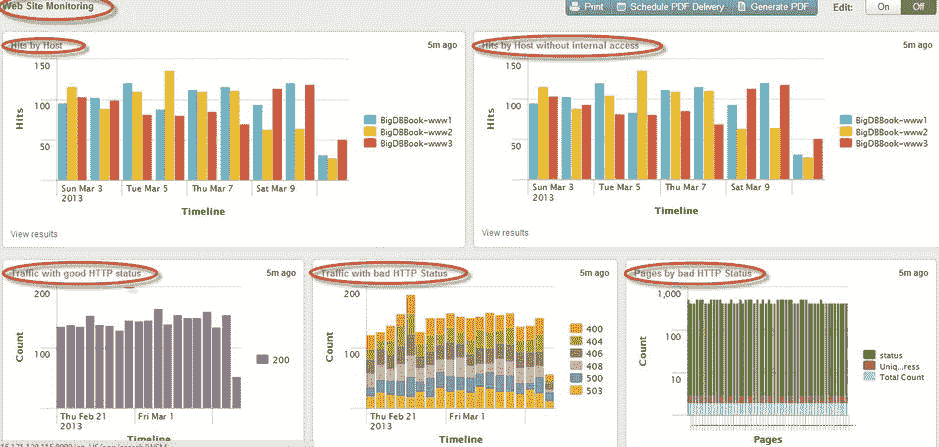 Web Site Monitoring
Print Schedule PDF Delivery Generate PDF Edit: On Off
Hits by Host 5m ago
150
100
50
Hits
BigDBBook-www1
BigDBBook-www2
BigDBBook-www3
Sun Mar 3 Tue Mar 5 Thu Mar 7 Sat Mar 9
2013
Timeline
View results
Hits by Host without internal access 5m ago
150
100
50
Hits
BigDBBook-www1
BigDBBook-www2
BigDBBook-www3
Sun Mar 3 Tue Mar 5 Thu Mar 7 Sat Mar 9
2013
Timeline
View results
Traffic with good HTTP status 5m ago
200
100
Count
200
Thu Feb 21 Fri Mar 1
2013
Timeline
Traffic with bad HTTP Status 5m ago
200
100
Count
400
404
406
408
500
503
Thu Feb 21 Fri Mar 1
2013
Timeline
Pages by bad HTTP Status 5m ago
1,000
100
10
Count
status
Uniq...ress
Total Count
Pages